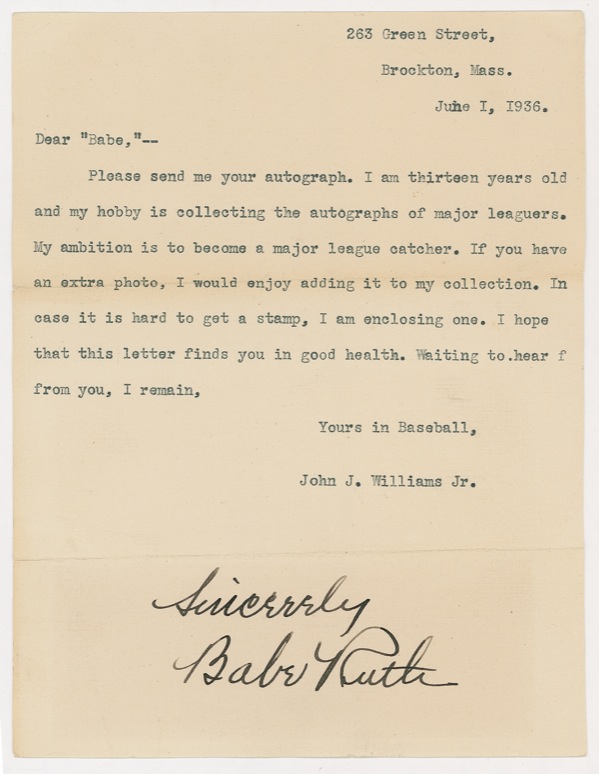 263 Green Street,
Brockton, Mass.
June I, I936.
Dear "Babe,"--
Please send me your autograph. I am thirteen years old
and my hobby is collecting the autographs of major leaguers.
My ambition is to become a major league catcher. If you have
an extra photo, I would enjoy adding it to my collection. In
case it is hard to get a stamp, I am enclosing one. I hope
that this letter finds you in good health. Waiting to.hear f
from you, I remain,
Yours in Baseball,
John J. Williams Jr.
Sincerely
Babe Ruth